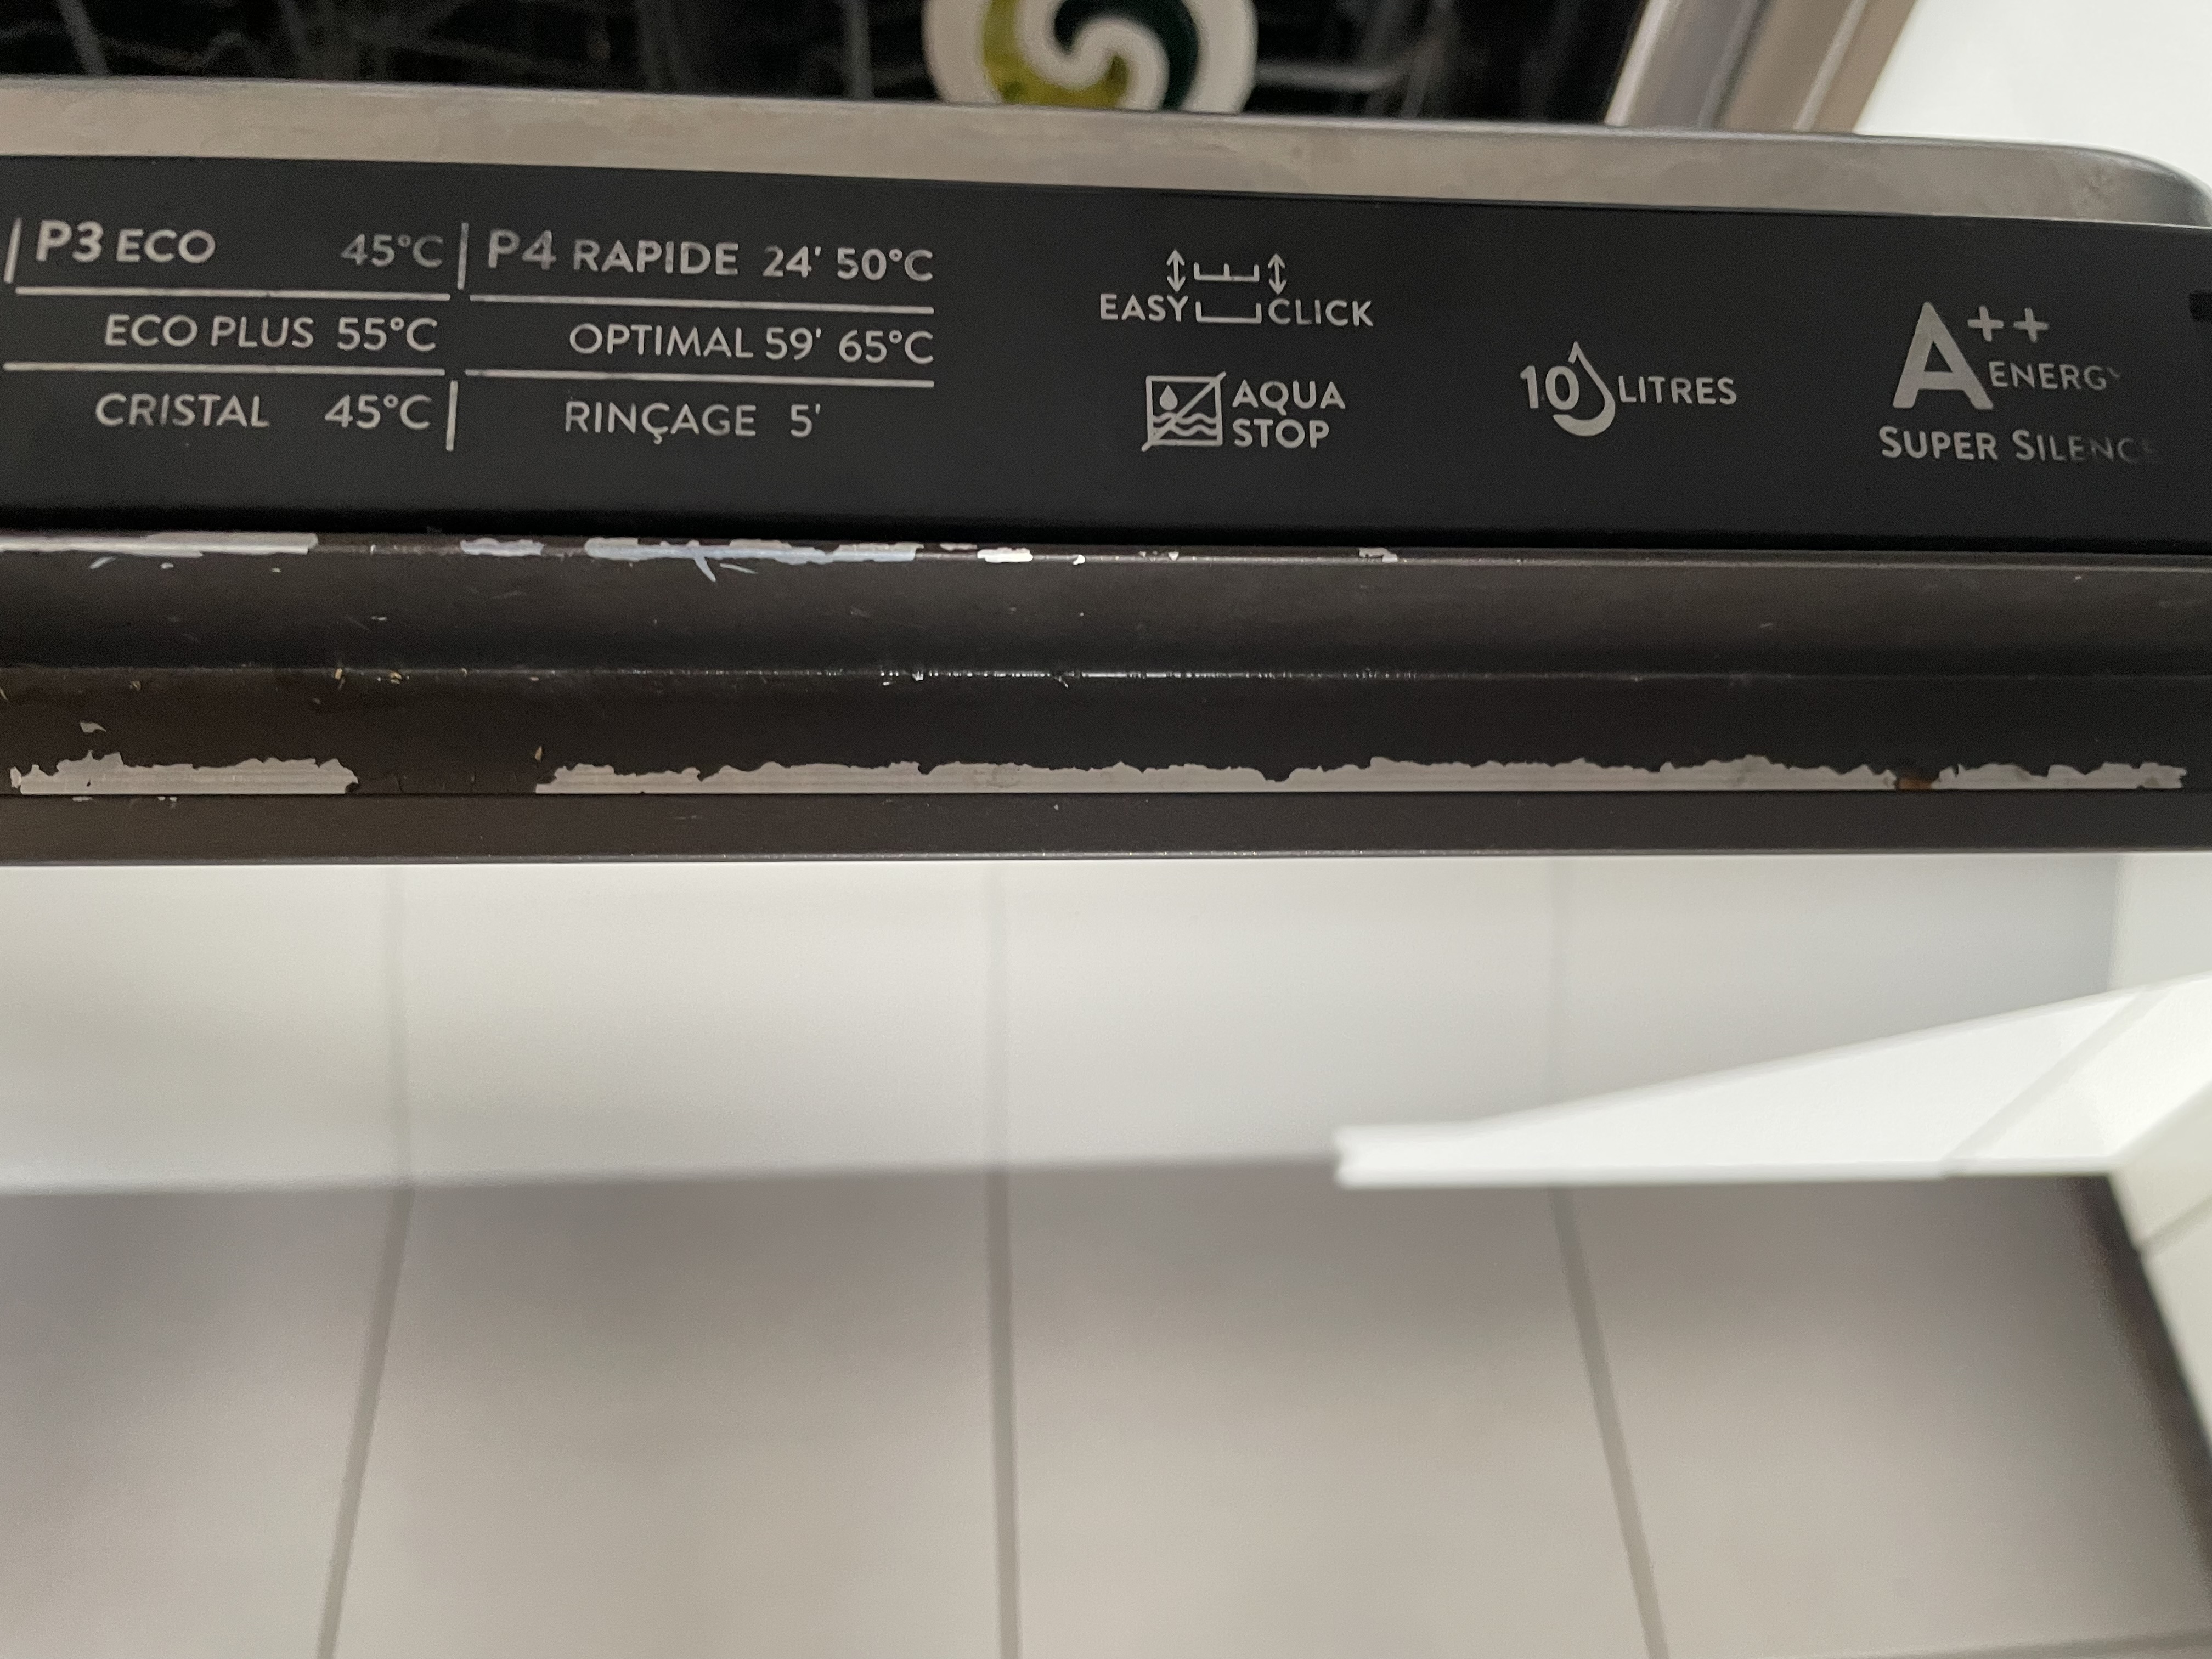 P3 ECO 45°C
ECO PLUS 55°C
CRISTAL 45°C
P4 RAPIDE 24' 50°C
OPTIMAL 59' 65°C
RINÇAGE 5'
EASY CLICK
AQUA
STOP
10 LITRES
A++
ENERGY
SUPER SILENCE